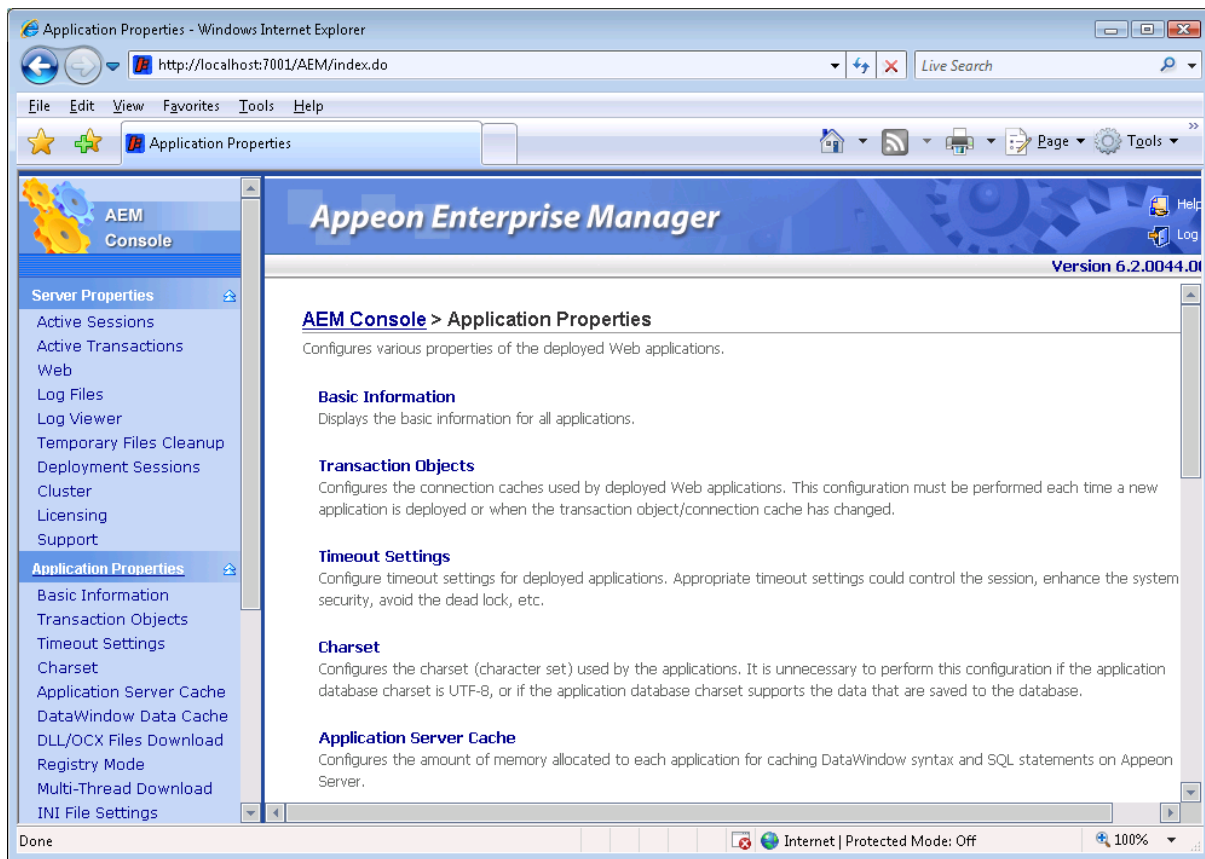 Application Properties - Windows Internet Explorer
http://localhost:7001/AEM/index.do
Live Search
File Edit View Favorites Tools Help
Application Properties
Page Tools
AEM
Console
Appeon Enterprise Manager
Help
Log
Version 6.2.0044.00
Server Properties
Active Sessions
Active Transactions
Web
Log Files
Log Viewer
Temporary Files Cleanup
Deployment Sessions
Cluster
Licensing
Support
Application Properties
Basic Information
Transaction Objects
Timeout Settings
Charset
Application Server Cache
DataWindow Data Cache
DLL/OCX Files Download
Registry Mode
Multi-Thread Download
INI File Settings
AEM Console > Application Properties
Configures various properties of the deployed Web applications.
Basic Information
Displays the basic information for all applications.
Transaction Objects
Configures the connection caches used by deployed Web applications. This configuration must be performed each time a new
application is deployed or when the transaction object/connection cache has changed.
Timeout Settings
Configure timeout settings for deployed applications. Appropriate timeout settings could control the session, enhance the system
security, avoid the dead lock, etc.
Charset
Configures the charset (character set) used by the applications. It is unnecessary to perform this configuration if the application
database charset is UTF-8, or if the application database charset supports the data that are saved to the database.
Application Server Cache
Configures the amount of memory allocated to each application for caching DataWindow syntax and SQL statements on Appeon
Server.
Done
Internet | Protected Mode: Off
100%